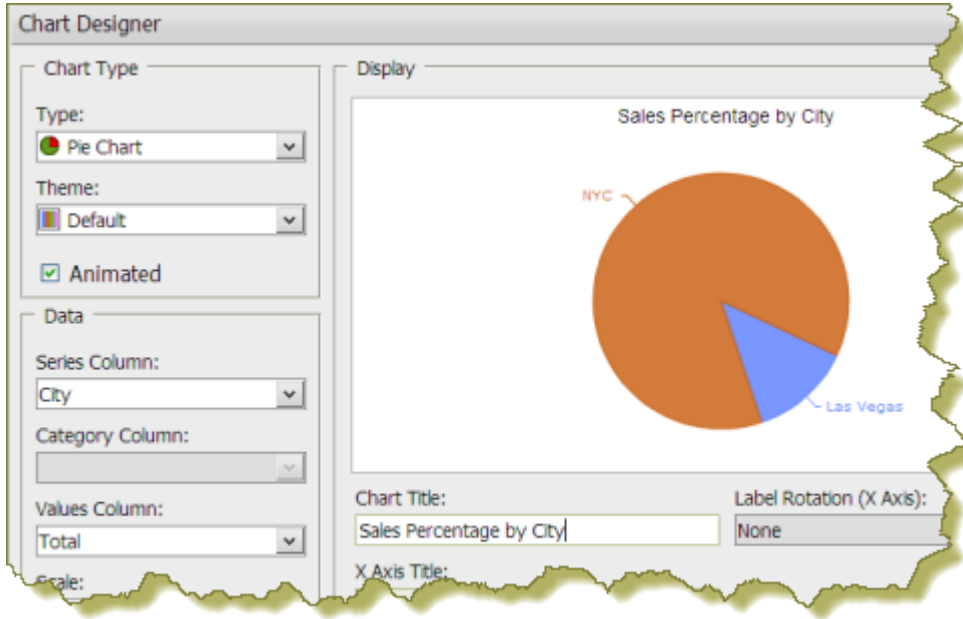 Chart Designer
Chart Type
Type:
Pie Chart
Theme:
Default
Animated
Data
Series Column:
City
Category Column:
Values Column:
Total
Scale:
Display
Sales Percentage by City
NYC
Las Vegas
Chart Title:
Sales Percentage by City
Label Rotation (X Axis):
None
X Axis Title: